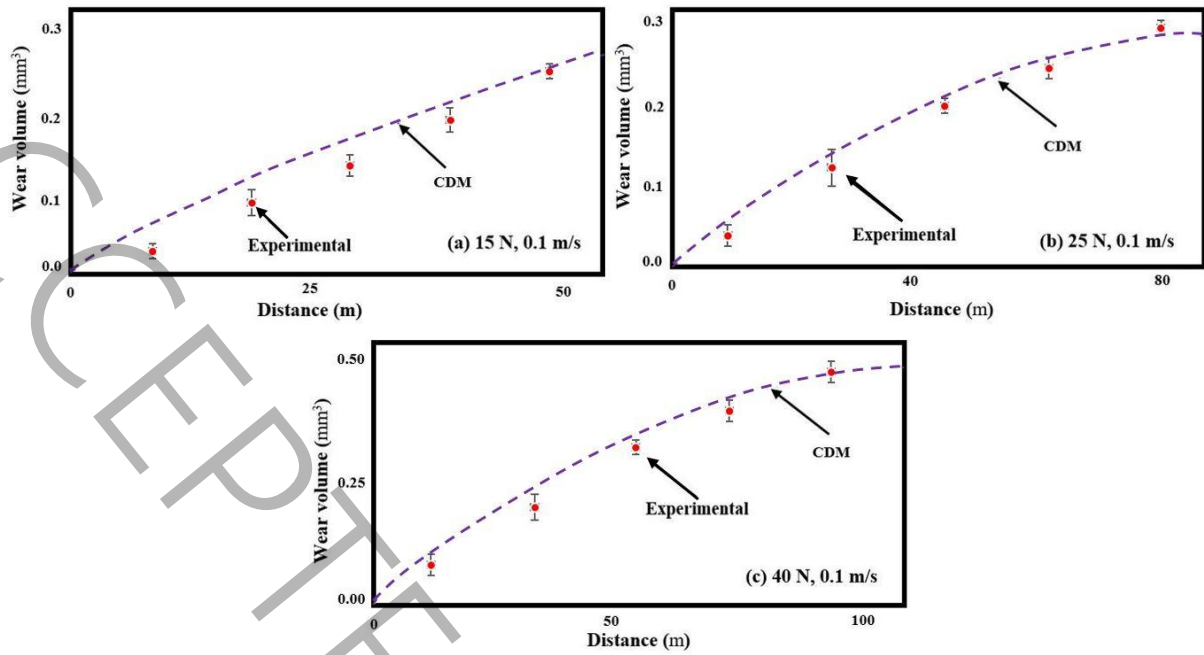 0.3
0.2
0.1
0.0
Wear volume (mm³)
CDM
Experimental
(a) 15 N, 0.1 m/s
0
25
50
Distance (m)
0.3
0.2
0.1
0.0
Wear volume (mm³)
CDM
Experimental
(b) 25 N, 0.1 m/s
0
40
80
Distance (m)
0.50
0.25
0.00
Wear volume (mm³)
CDM
Experimental
(c) 40 N, 0.1 m/s
0
50
100
Distance (m)
CCEPTE